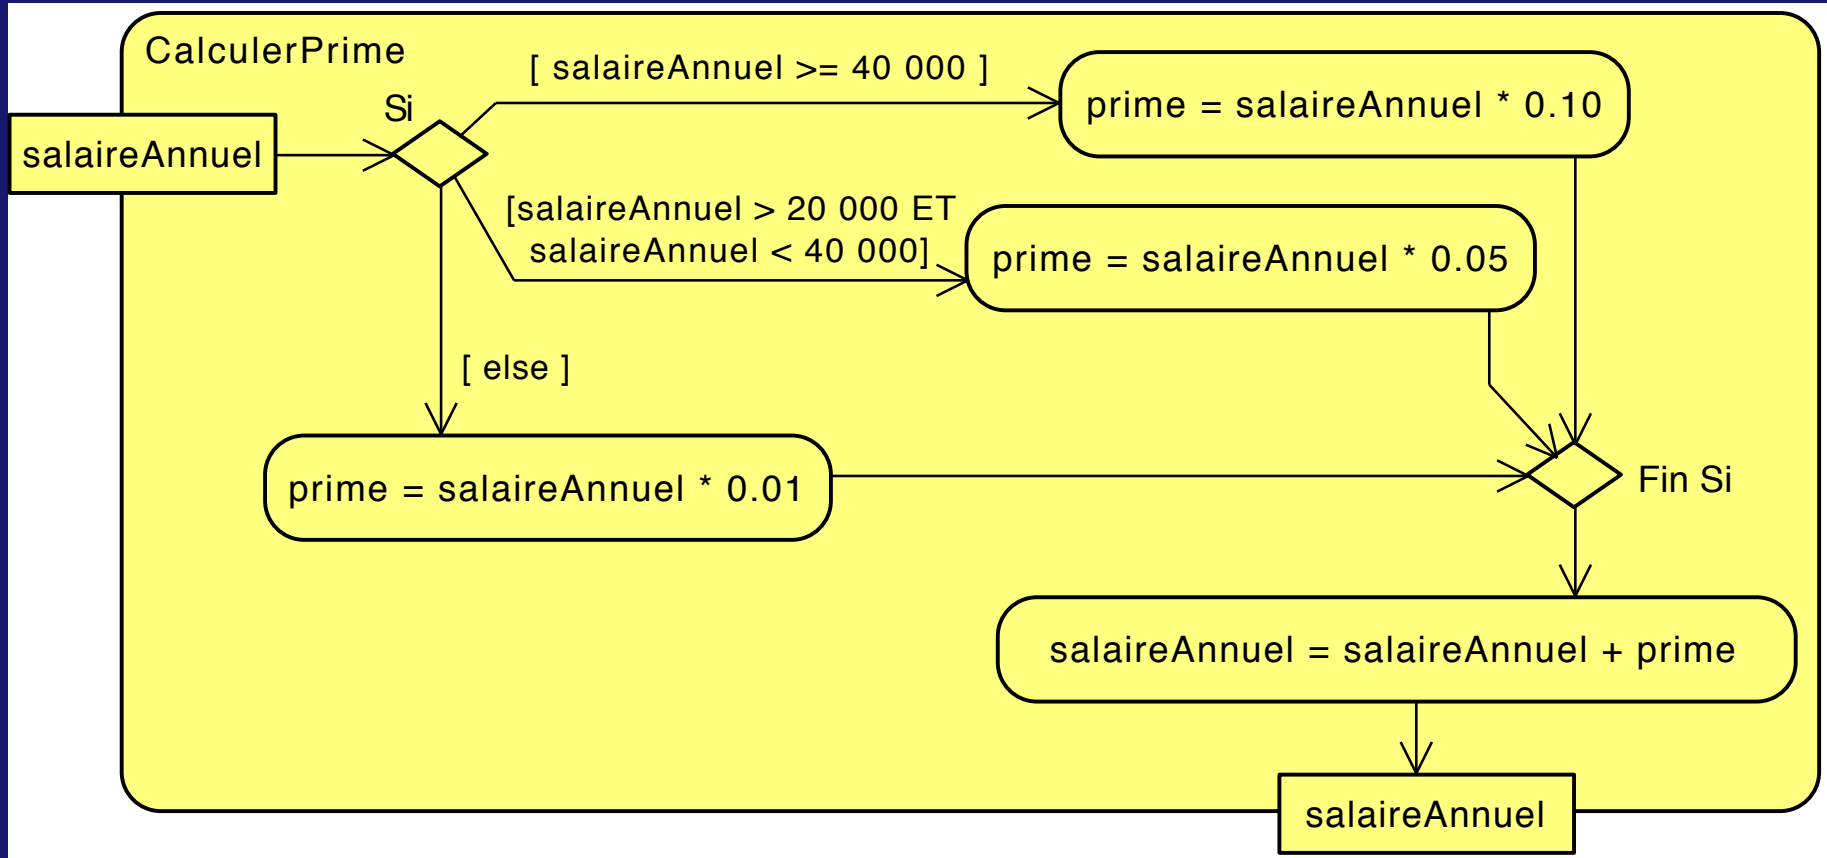 CalculerPrime
[ salaireAnnuel >= 40 000 ]
prime = salaireAnnuel * 0.10
Si
salaireAnnuel
[salaireAnnuel > 20 000 ET
salaireAnnuel < 40 000]
prime = salaireAnnuel * 0.05
[ else ]
prime = salaireAnnuel * 0.01
Fin Si
salaireAnnuel = salaireAnnuel + prime
salaireAnnuel